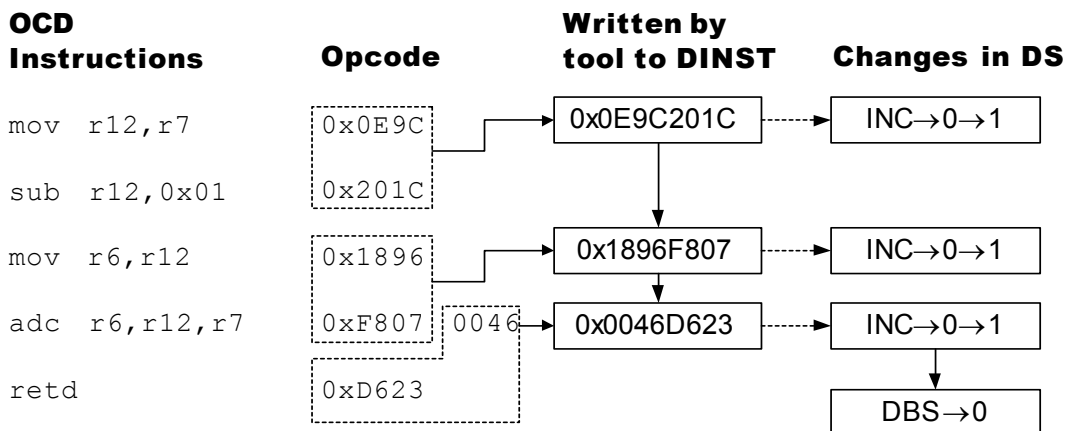 OCD Instructions
Opcode
Written by tool to DINST
Changes in DS
mov r12,r7 0x0E9C 0x0E9C201C INC→0→1
sub r12,0x01 0x201C
mov r6,r12 0x1896 0x1896F807 INC→0→1
adc r6,r12,r7 0xF807 0046 0x0046D623 INC→0→1
retd 0xD623 DBS→0